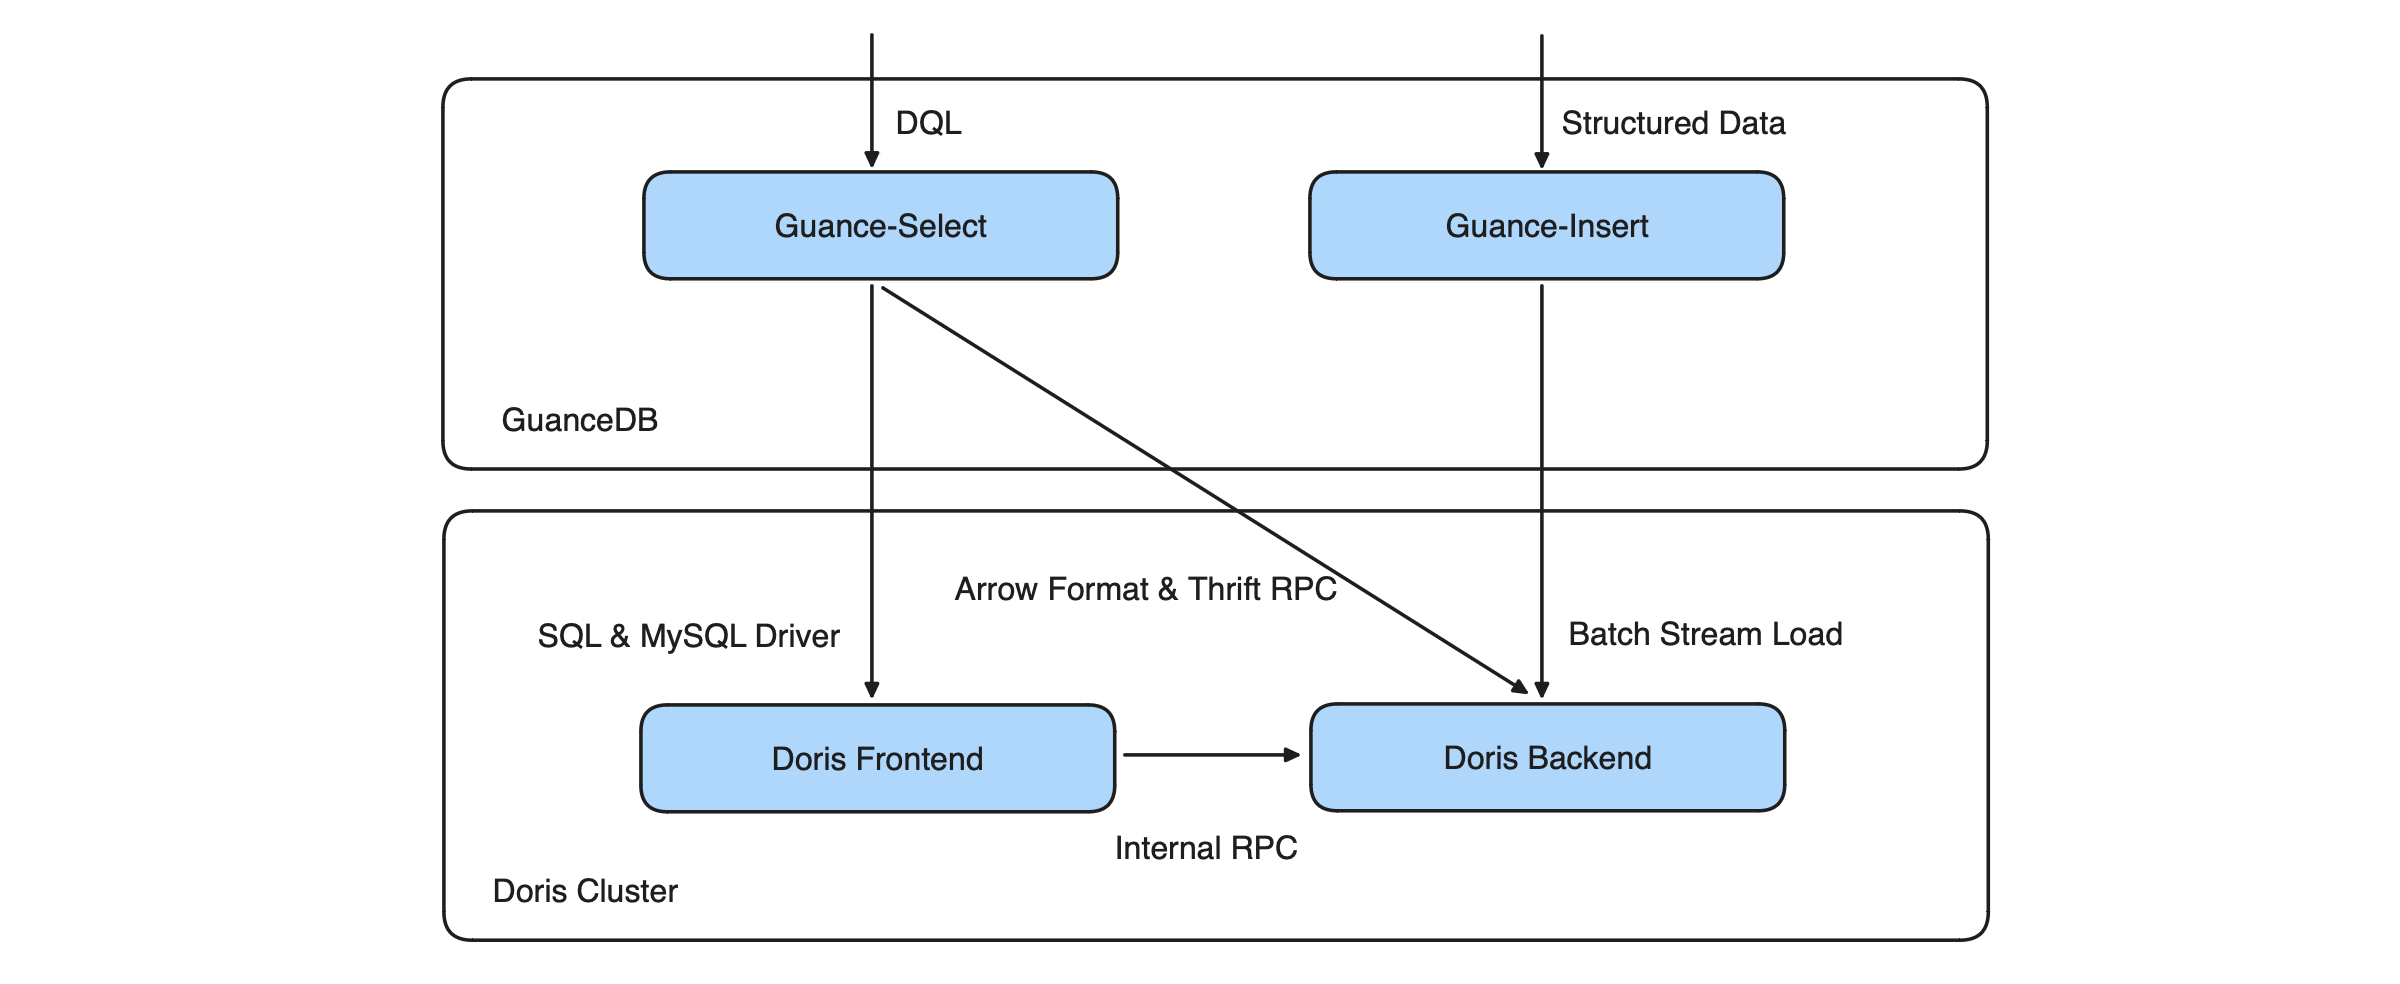 DQL
Structured Data
Guance-Select
Guance-Insert
GuanceDB
Arrow Format & Thrift RPC
SQL & MySQL Driver
Batch Stream Load
Doris Frontend
Doris Backend
Internal RPC
Doris Cluster